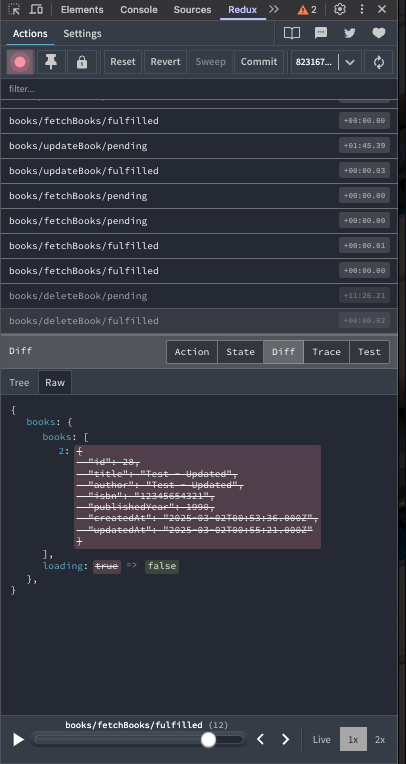 Elements Console Sources Redux 2
Actions Settings
Reset Revert Sweep Commit 823167...
filter...
books/fetchBooks/fulfilled +00:00.00
books/updateBook/pending +01:45.39
books/updateBook/fulfilled +00:00.03
books/fetchBooks/pending +00:00.00
books/fetchBooks/pending +00:00.00
books/fetchBooks/fulfilled +00:00.01
books/fetchBooks/fulfilled +00:00.00
books/deleteBook/pending +11:26.21
books/deleteBook/fulfilled +00:00.02
Diff Action State Diff Trace Test
Tree Raw
{
books: {
books: [
2: {
"id": 28,
"title": "Test - Updated",
"author": "Test - Updated",
"isbn": "12345654321",
"publishedYear": 1990,
"createdAt": "2025-03-02T00:53:36.000Z",
"updatedAt": "2025-03-02T00:55:21.000Z"
}
],
loading: true => false
},
}
books/fetchBooks/fulfilled (12)
Live 1x 2x